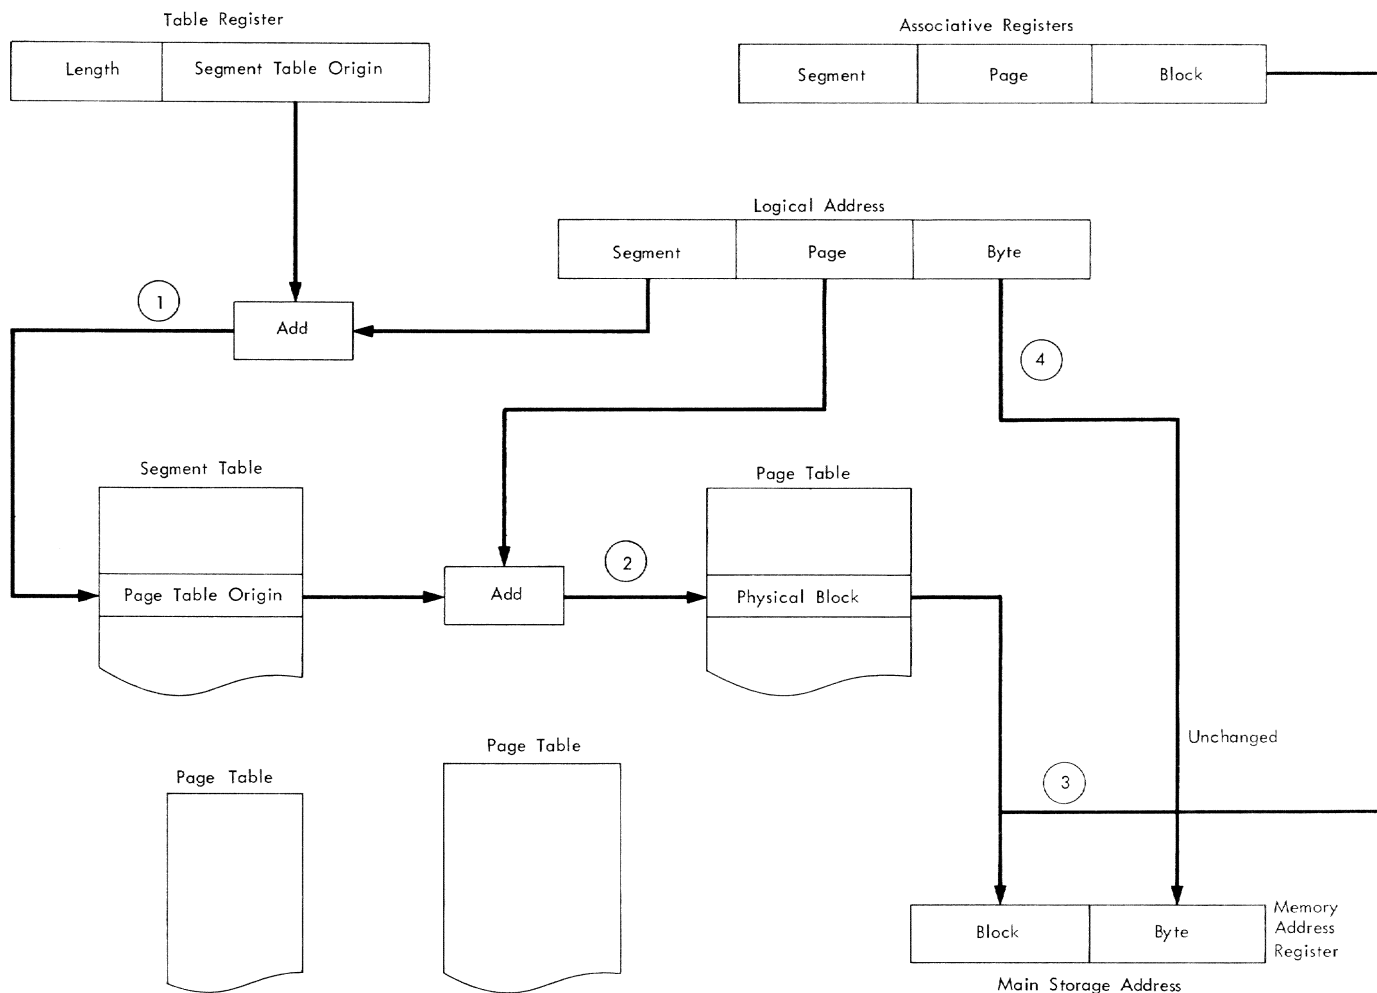 Table Register
Associative Registers
Length
Segment Table Origin
Segment
Page
Block
Logical Address
Segment
Page
Byte
1
Add
4
Segment Table
Page Table
2
Page Table Origin
Add
Physical Block
Unchanged
Page Table
Page Table
3
Block
Byte
Memory
Address
Register
Main Storage Address